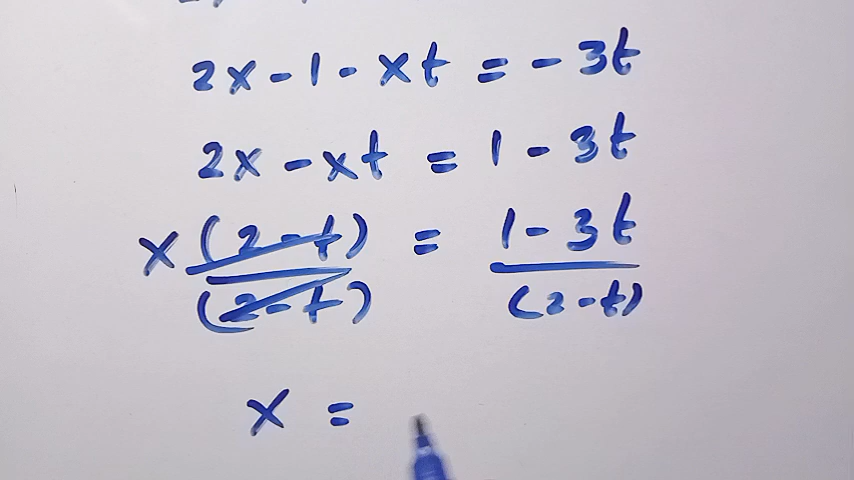 2x - 1 - xt = - 3t
2x - xt = 1 - 3t
x (2 - t) / (2 - t) = 1 - 3t / (2 - t)
x =